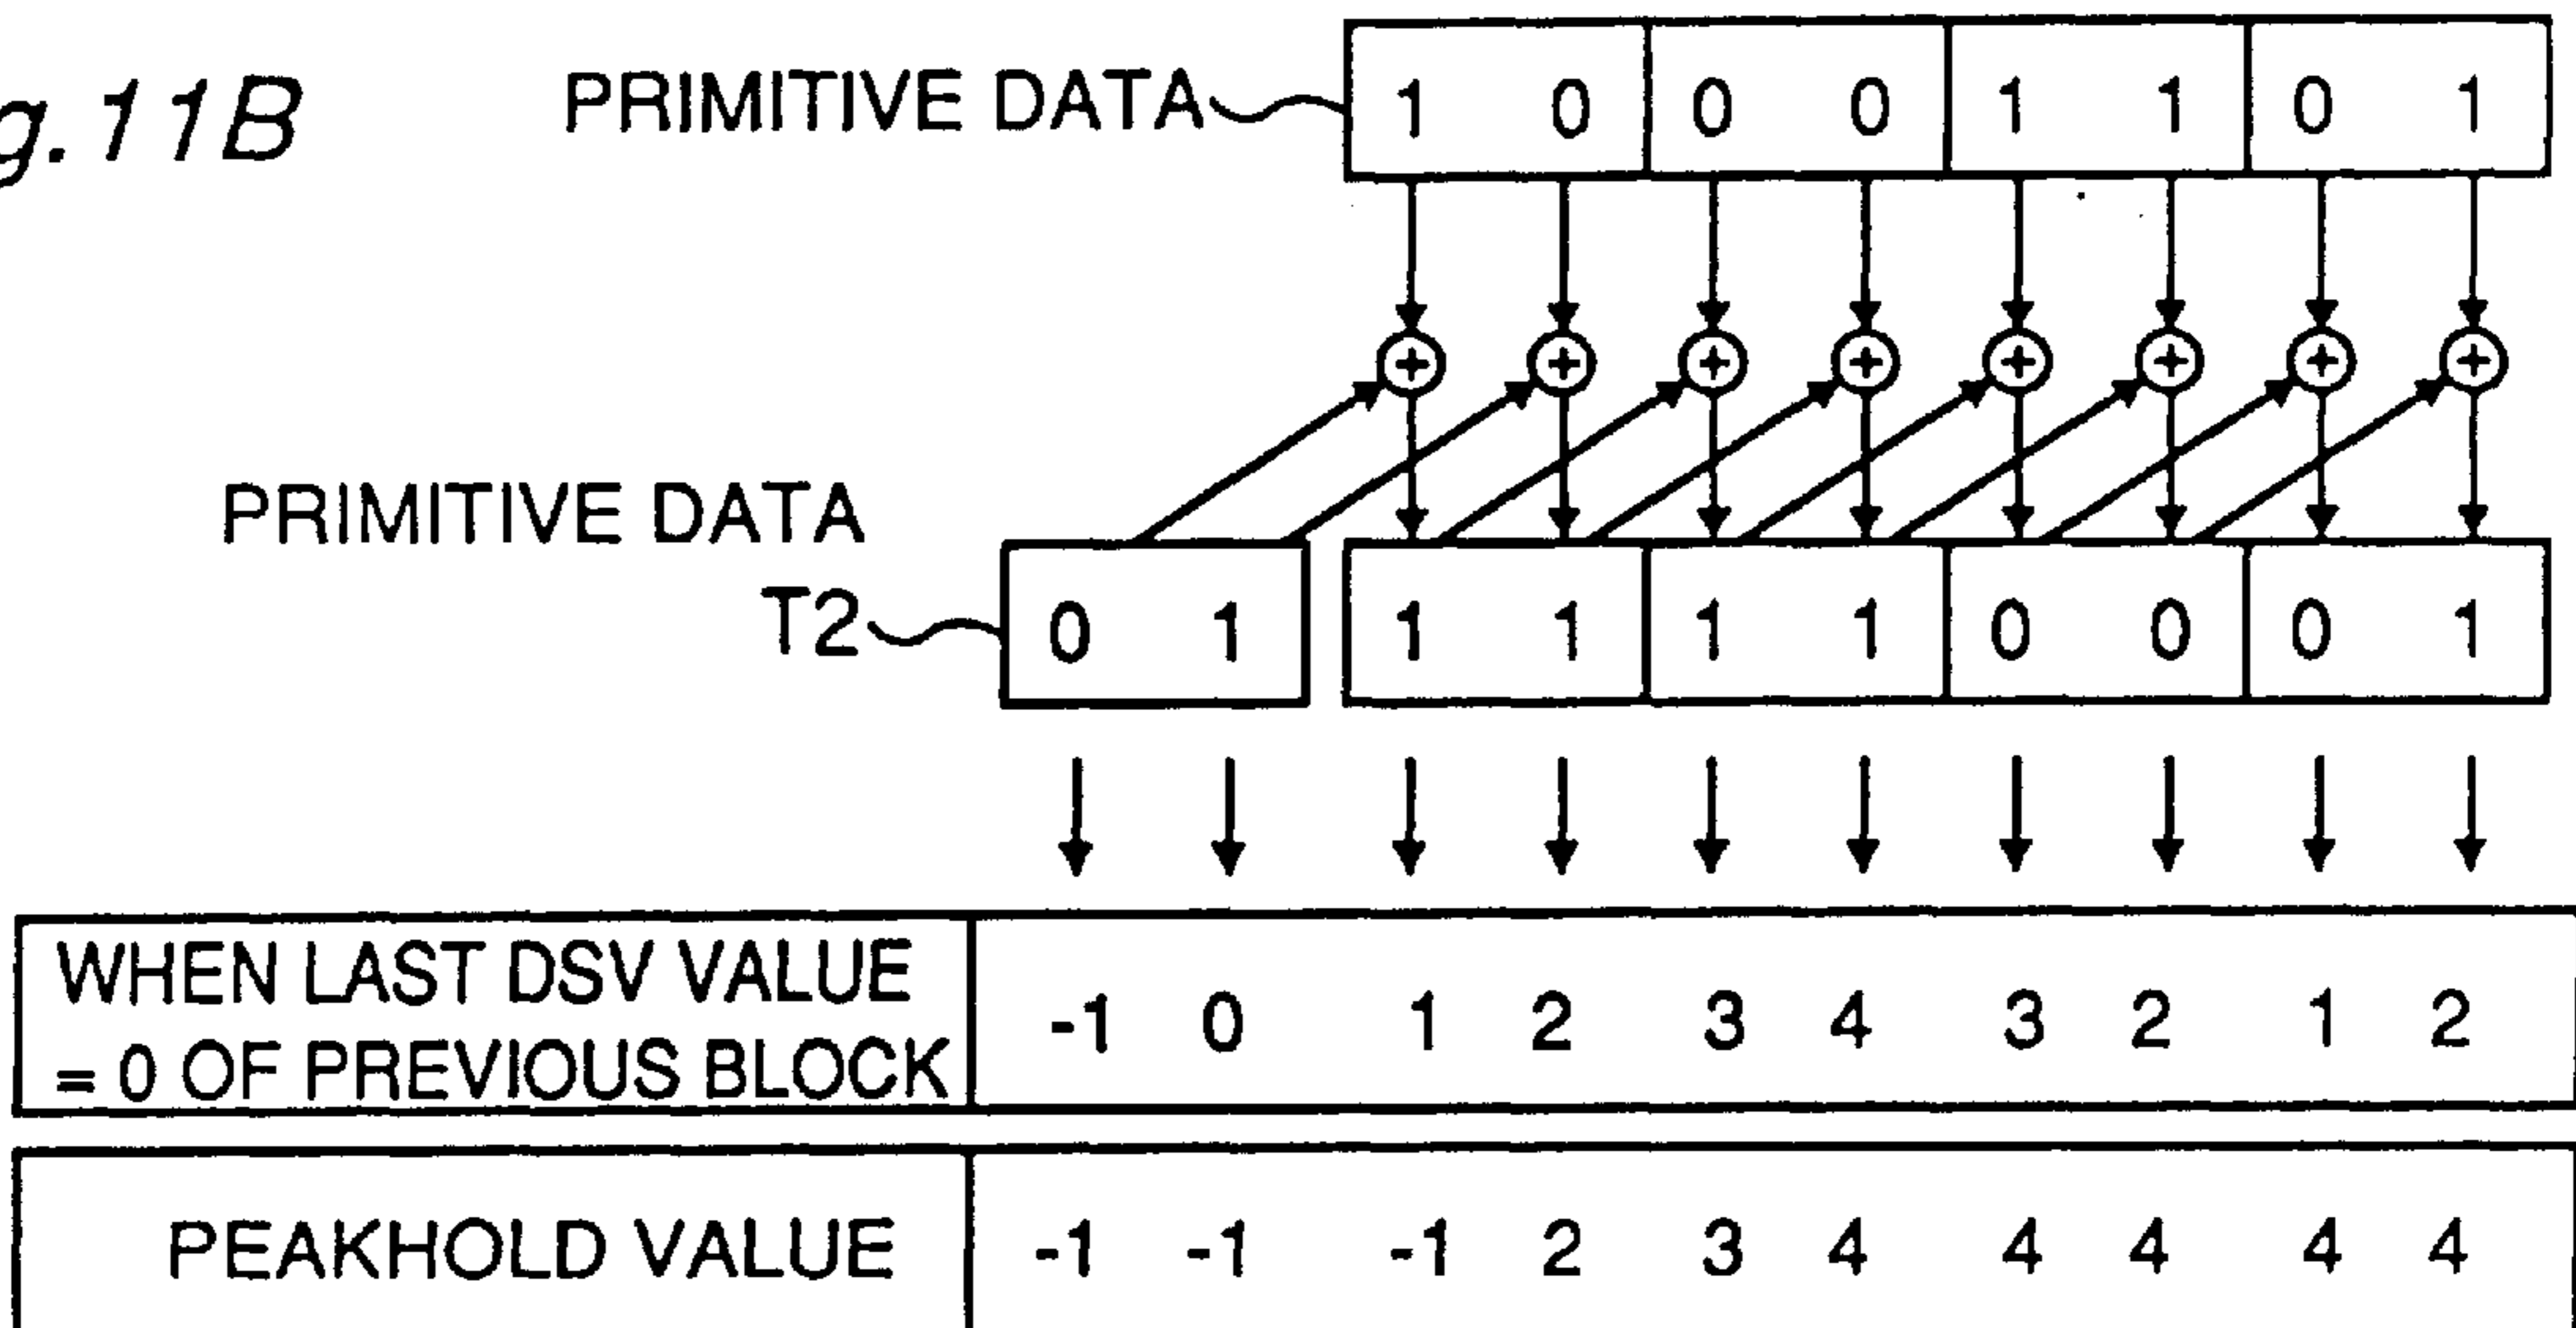 g.11B
PRIMITIVE DATA 1 0 0 0 1 1 0 1
+ + + + + + + +
PRIMITIVE DATA
T2 0 1 1 1 1 1 0 0 0 1
WHEN LAST DSV VALUE
= 0 OF PREVIOUS BLOCK
-1 0 1 2 3 4 3 2 1 2
PEAKHOLD VALUE -1 -1 -1 2 3 4 4 4 4 4